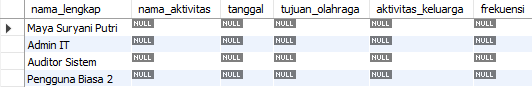 nama_lengkap nama_aktivitas tanggal tujuan_olahraga aktivitas_keluarga frekuensi
Maya Suryani Putri NULL NULL NULL NULL NULL
Admin IT NULL NULL NULL NULL NULL
Auditor Sistem NULL NULL NULL NULL NULL
Pengguna Biasa 2 NULL NULL NULL NULL NULL